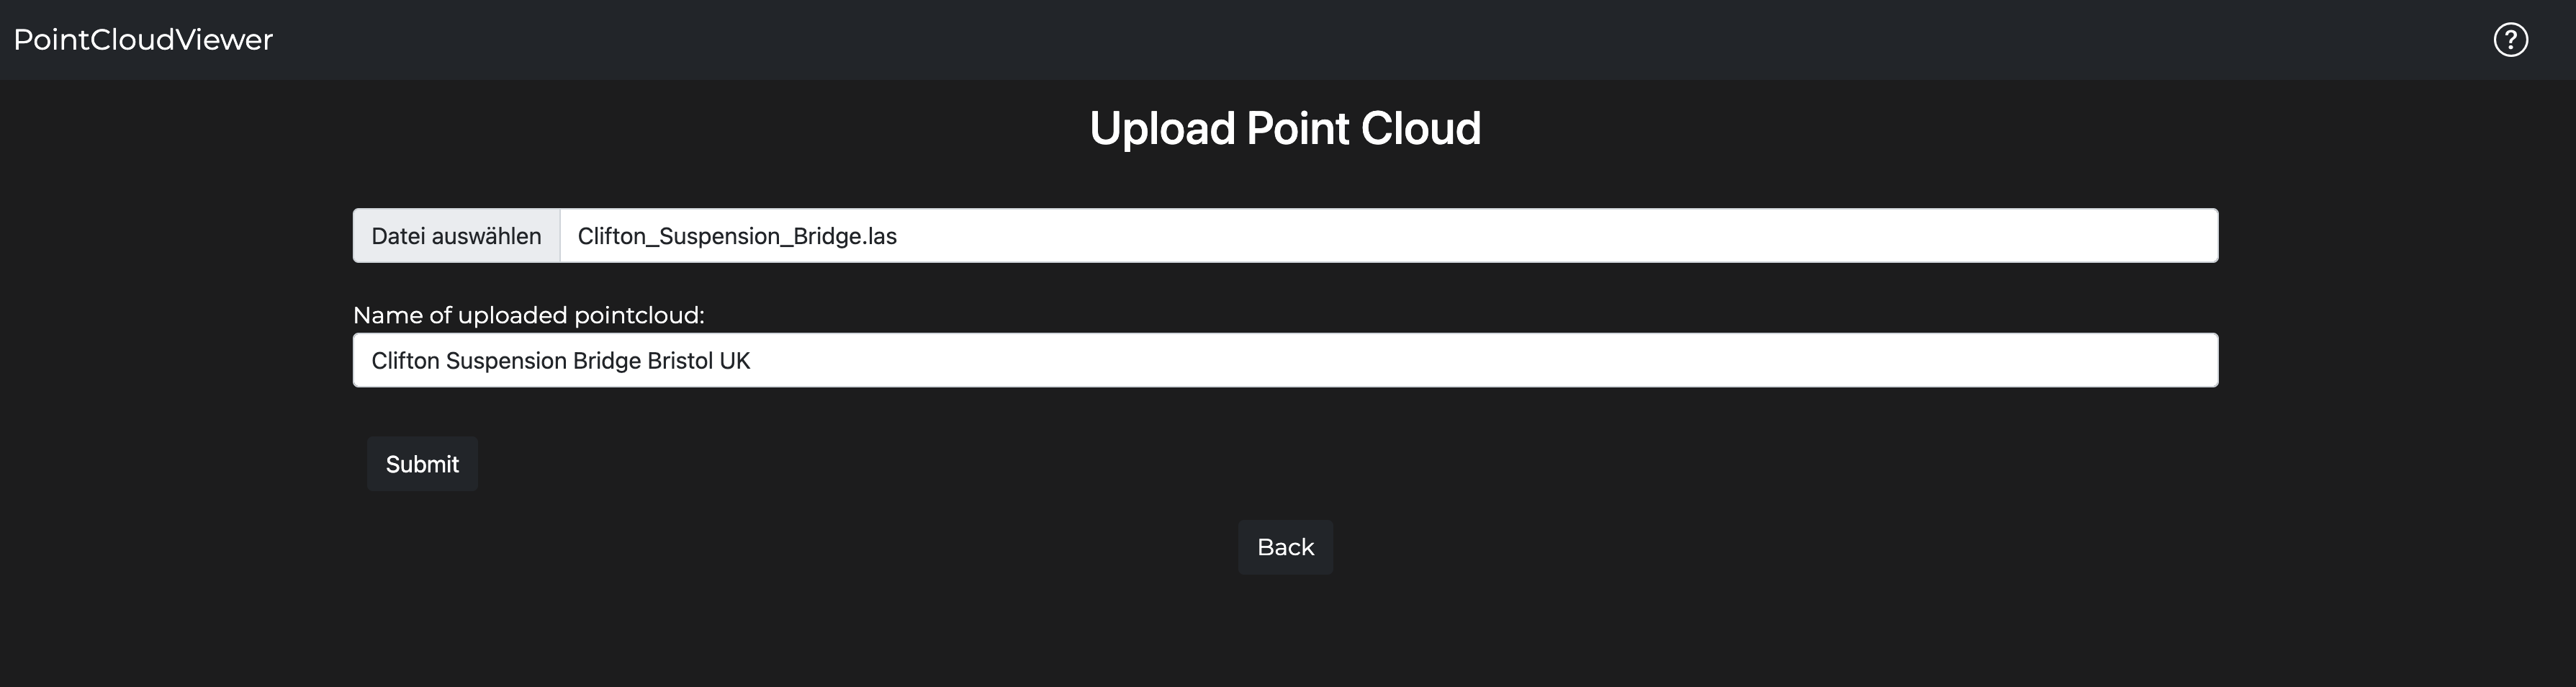 PointCloudViewer
?
Upload Point Cloud
Datei auswählen Clifton_Suspension_Bridge.las
Name of uploaded pointcloud:
Clifton Suspension Bridge Bristol UK
Submit
Back